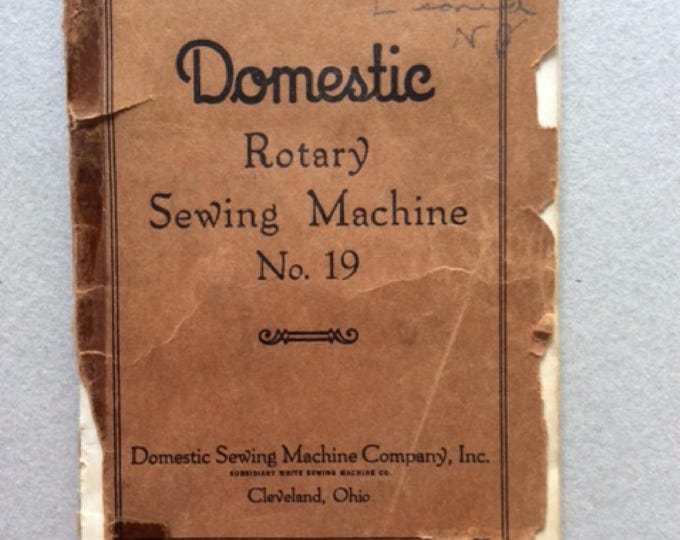 Domestic
Rotary
Sewing Machine
No. 19
Domestic Sewing Machine Company, Inc.
SUBSIDIARY WHITE SEWING MACHINE CO.
Cleveland, Ohio